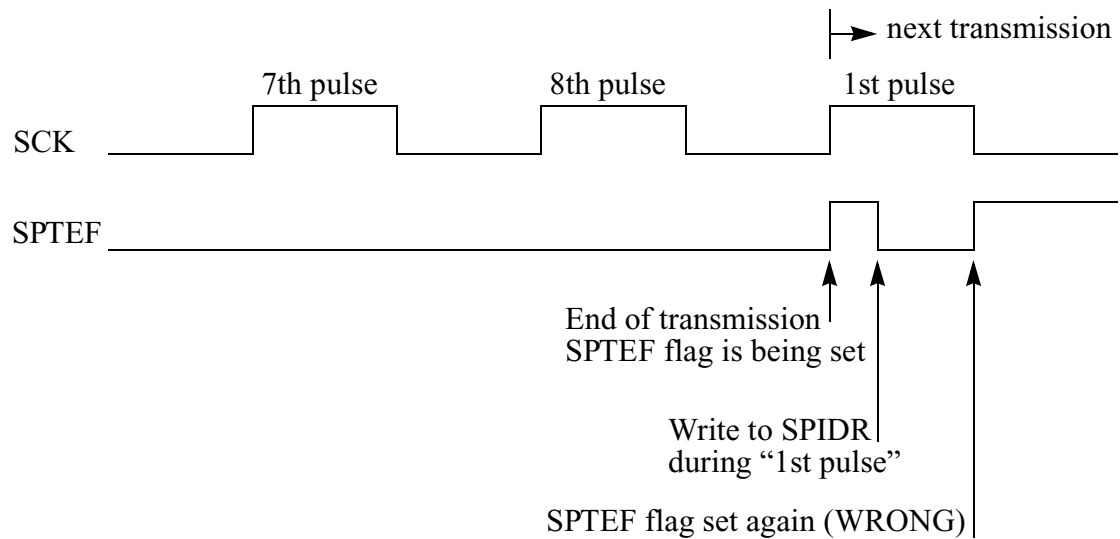 next transmission
7th pulse
8th pulse
1st pulse
SCK
SPTEF
End of transmission
SPTEF flag is being set
Write to SPIDR
during “1st pulse”
SPTEF flag set again (WRONG)